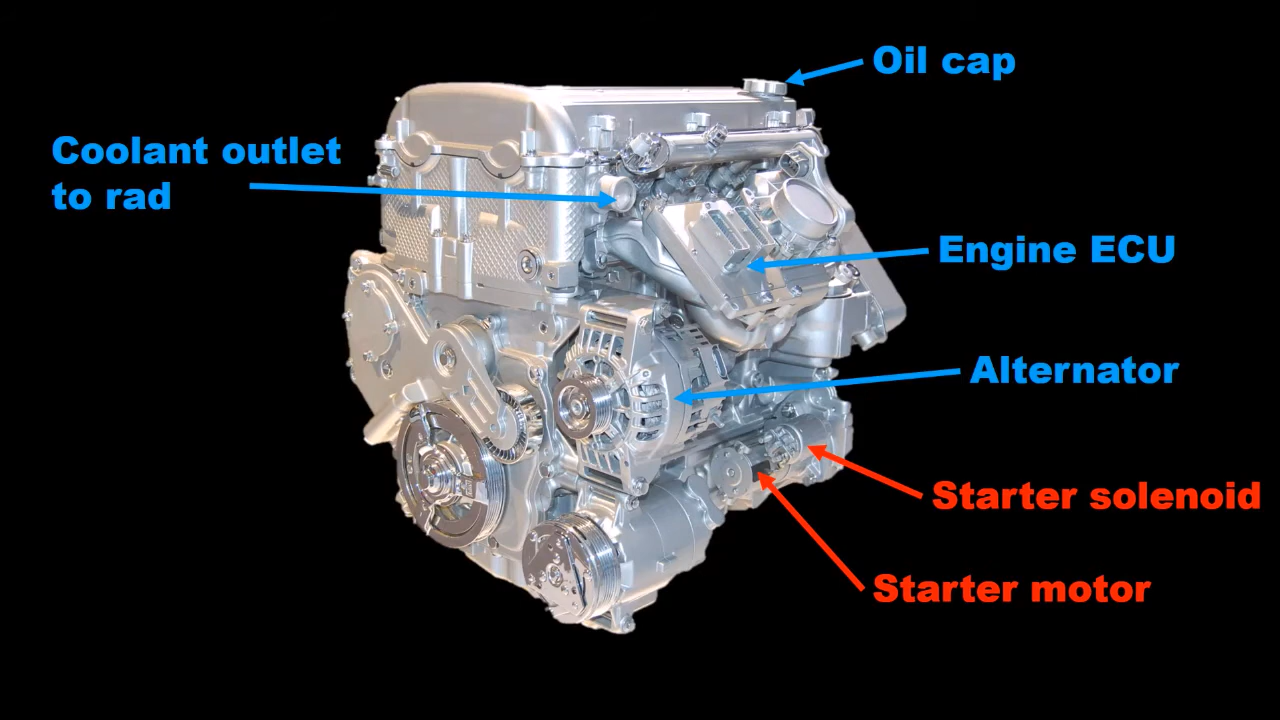 Oil cap
Coolant outlet
to rad
Engine ECU
Alternator
Starter solenoid
Starter motor